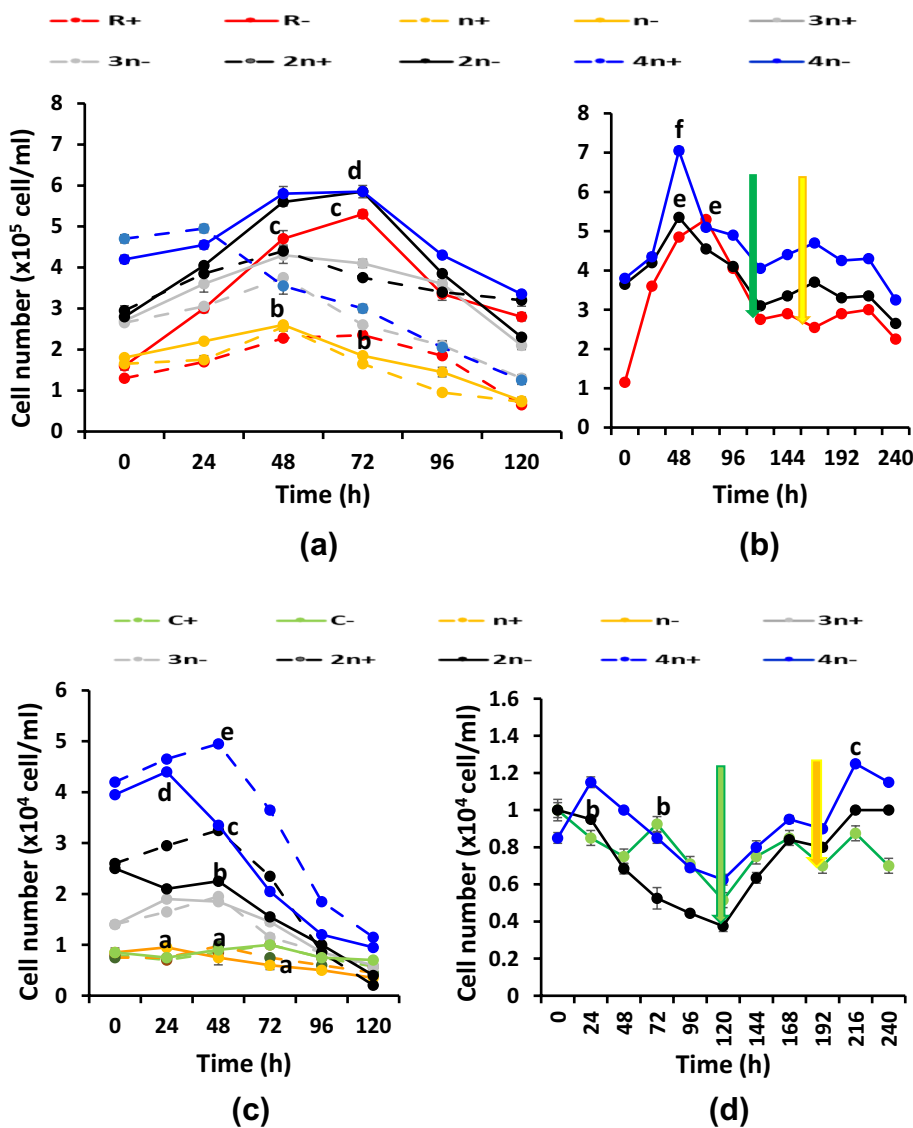 R+ R- n+ n- 3n+
3n- 2n+ 2n- 4n+ 4n-
Cell number (x10⁵ cell/ml)
8
7
6
5
4
3
2
1
0
d
c
c
b
b
0 24 48 72 96 120
Time (h)
(a)
8
7
6
5
4
3
2
1
0
f
e
e
0 48 96 144 192 240
Time (h)
(b)
C+ C- n+ n- 3n+
3n- 2n+ 2n- 4n+ 4n-
Cell number (x10⁴ cell/ml)
6
5
4
3
2
1
0
e
d
c
b
a
a
a
0 24 48 72 96 120
Time (h)
(c)
Cell number (x10⁴ cell/ml)
1.6
1.4
1.2
1
0.8
0.6
0.4
0.2
0
c
b
b
0 24 48 72 96 120 144 168 192 216 240
Time (h)
(d)